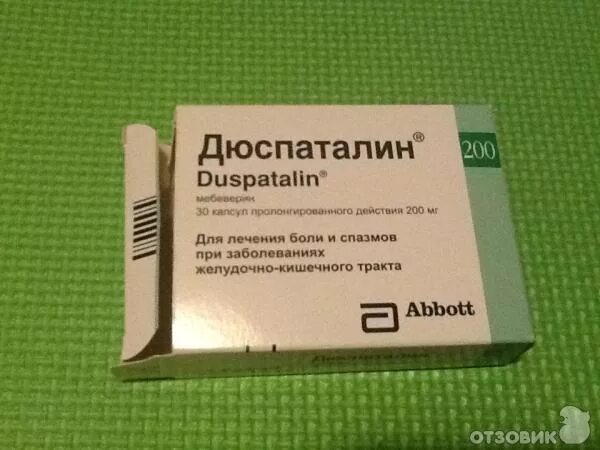 Дюспаталин®
200
Duspatalin®
мебеверин
30 капсул пролонгированного действия 200 мг
Для лечения боли и спазмов
при заболеваниях
желудочно-кишечного тракта
Abbott
Дюспаталин
ОТЗОВИК